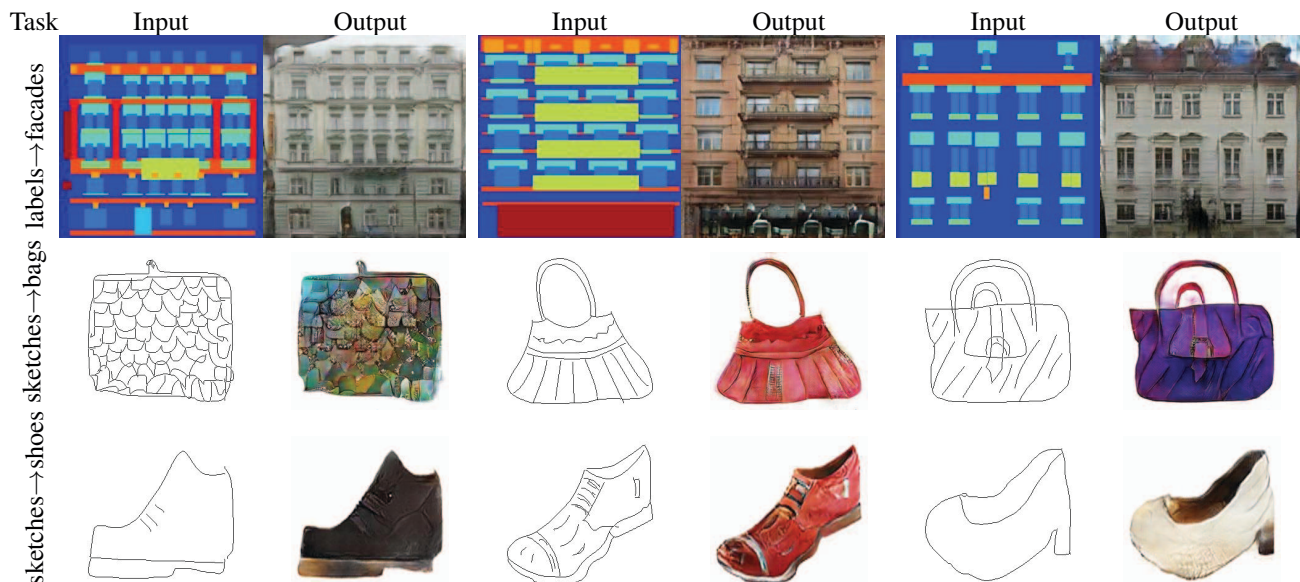 Task Input Output Input Output Input Output
labels→facades
sketches→bags
sketches→shoes